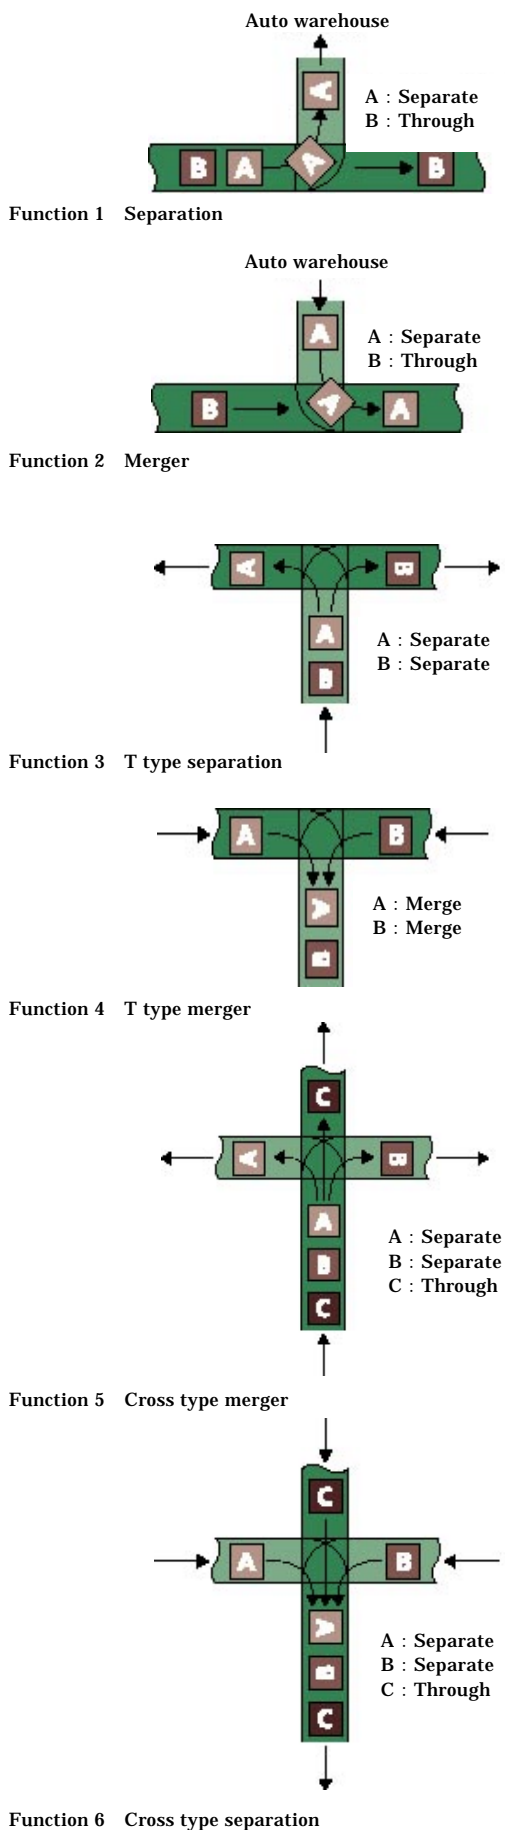 Auto warehouse
A
A : Separate
B : Through
B A A B
Function 1 Separation
Auto warehouse
A
A : Separate
B : Through
B A A
Function 2 Merger
A B
A
A : Separate
B : Separate
B
Function 3 T type separation
A B
A
A : Merge
B : Merge
B
Function 4 T type merger
C
A B
A
A : Separate
B
B : Separate
C
C : Through
Function 5 Cross type merger
C
A B
A
A : Separate
B
B : Separate
C
C : Through
Function 6 Cross type separation